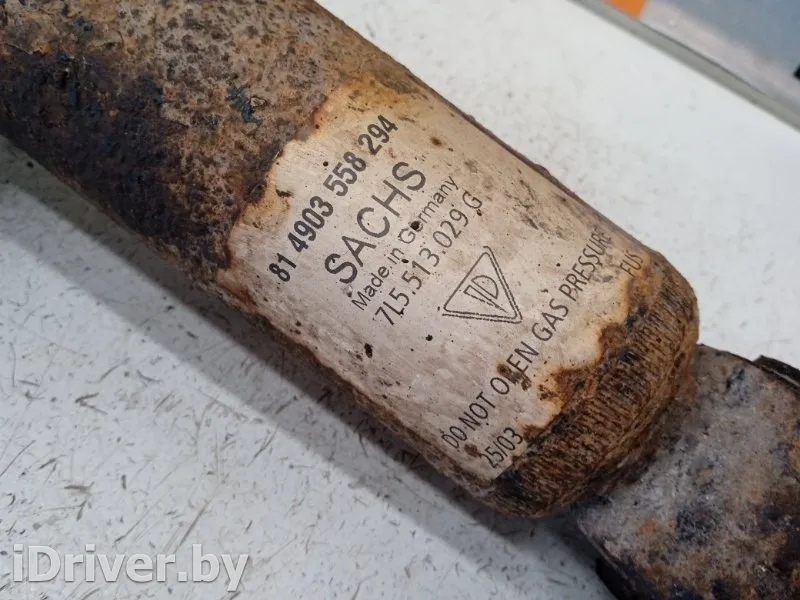 81 4903 558 294
SACHS
Made in Germany
7L5.513.029 G
DO NOT OPEN GAS PRESSURE
25/03
iDriver.by